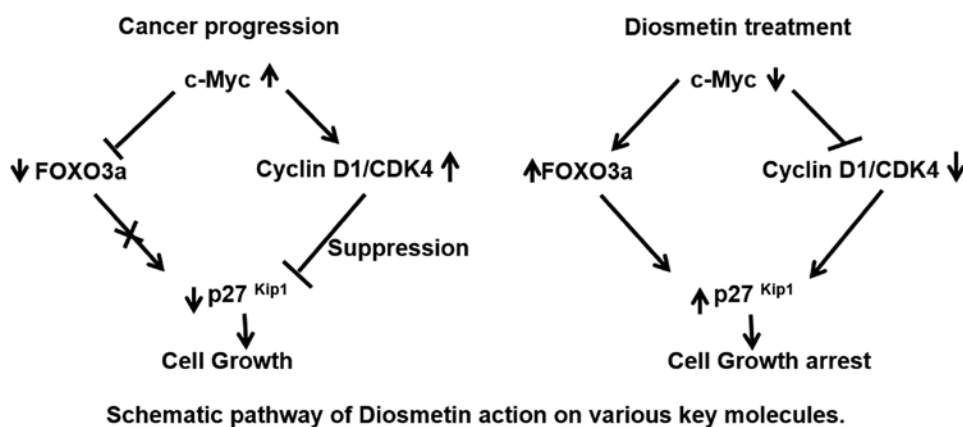 Cancer progression
c-Myc ↑
↓ FOXO3a
Cyclin D1/CDK4 ↑
Suppression
↓ p27 Kip1
Cell Growth
Diosmetin treatment
c-Myc ↓
↑FOXO3a
Cyclin D1/CDK4 ↓
↑ p27 Kip1
Cell Growth arrest
Schematic pathway of Diosmetin action on various key molecules.